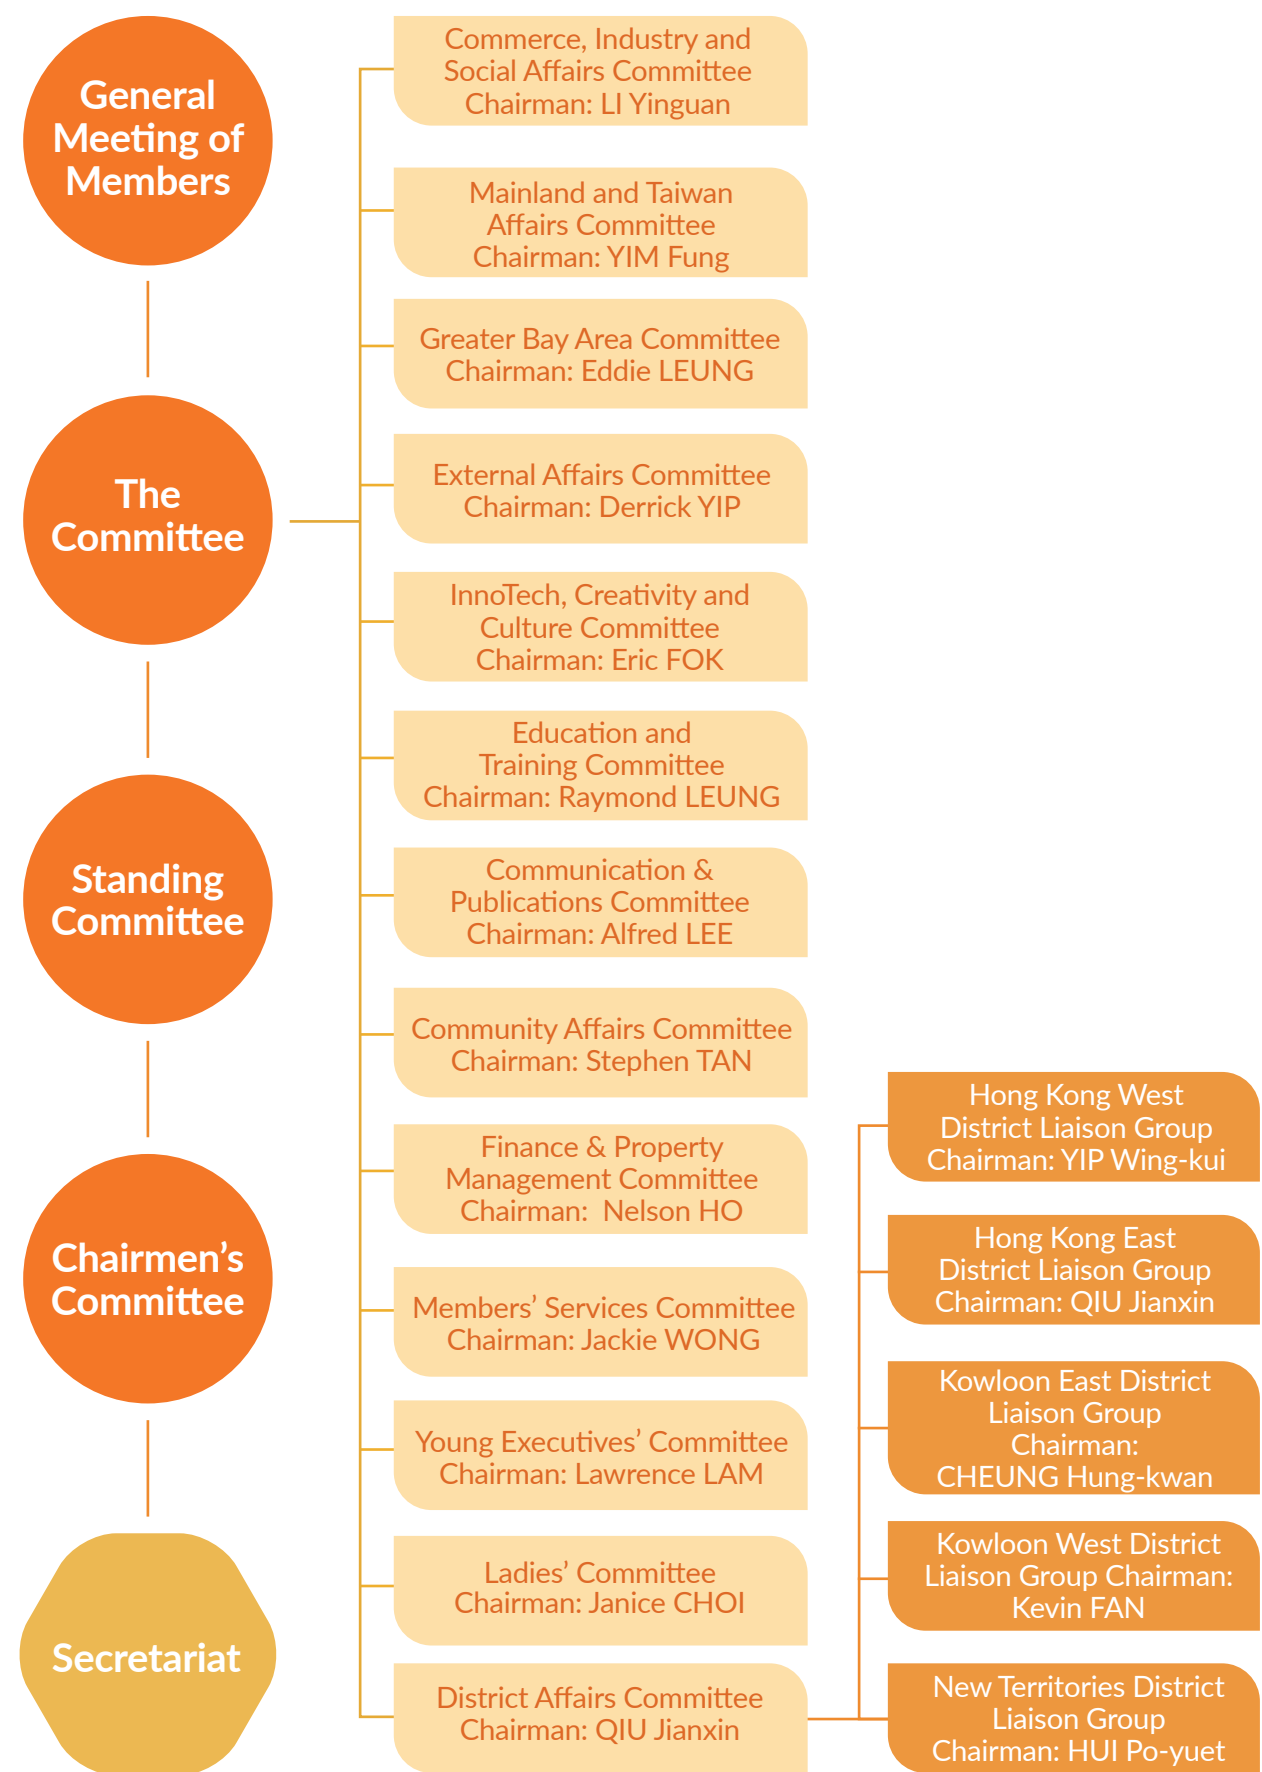 General
Meeting of
Members
The
Committee
Standing
Committee
Chairmen’s
Committee
Secretariat
Commerce, Industry and
Social Affairs Committee
Chairman: LI Yinguan
Mainland and Taiwan
Affairs Committee
Chairman: YIM Fung
Greater Bay Area Committee
Chairman: Eddie LEUNG
External Affairs Committee
Chairman: Derrick YIP
InnoTech, Creativity and
Culture Committee
Chairman: Eric FOK
Education and
Training Committee
Chairman: Raymond LEUNG
Communication &
Publications Committee
Chairman: Alfred LEE
Community Affairs Committee
Chairman: Stephen TAN
Finance & Property
Management Committee
Chairman:  Nelson HO
Members’ Services Committee
Chairman: Jackie WONG
Young Executives’ Committee
Chairman: Lawrence LAM
Ladies’ Committee
Chairman: Janice CHOI
District Affairs Committee
Chairman: QIU Jianxin
Hong Kong West
District Liaison Group
Chairman: YIP Wing-kui
Hong Kong East
District Liaison Group
Chairman: QIU Jianxin
Kowloon East District
Liaison Group
Chairman:
CHEUNG Hung-kwan
Kowloon West District
Liaison Group Chairman:
Kevin FAN
New Territories District
Liaison Group
Chairman: HUI Po-yuet